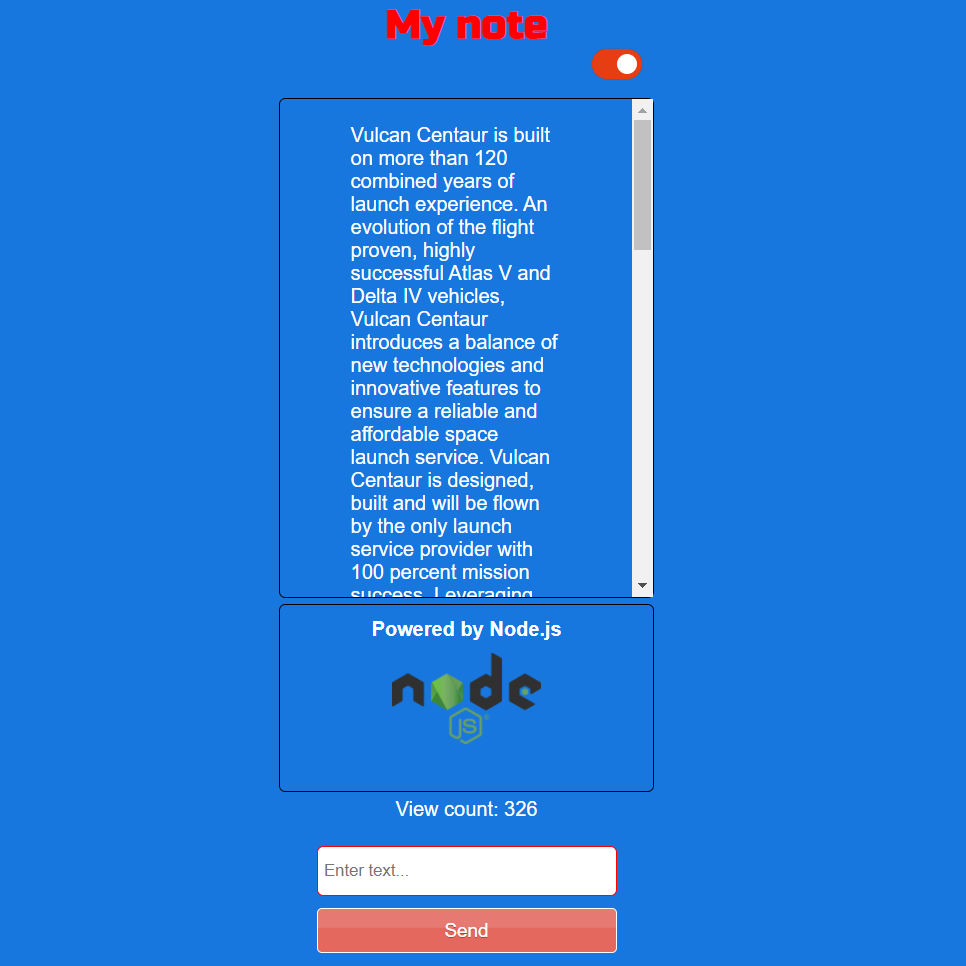 My note
Vulcan Centaur is built
on more than 120
combined years of
launch experience. An
evolution of the flight
proven, highly
successful Atlas V and
Delta IV vehicles,
Vulcan Centaur
introduces a balance of
new technologies and
innovative features to
ensure a reliable and
affordable space
launch service. Vulcan
Centaur is designed,
built and will be flown
by the only launch
service provider with
100 percent mission
success. Leveraging
Powered by Node.js
node
JS
View count: 326
Enter text...
Send